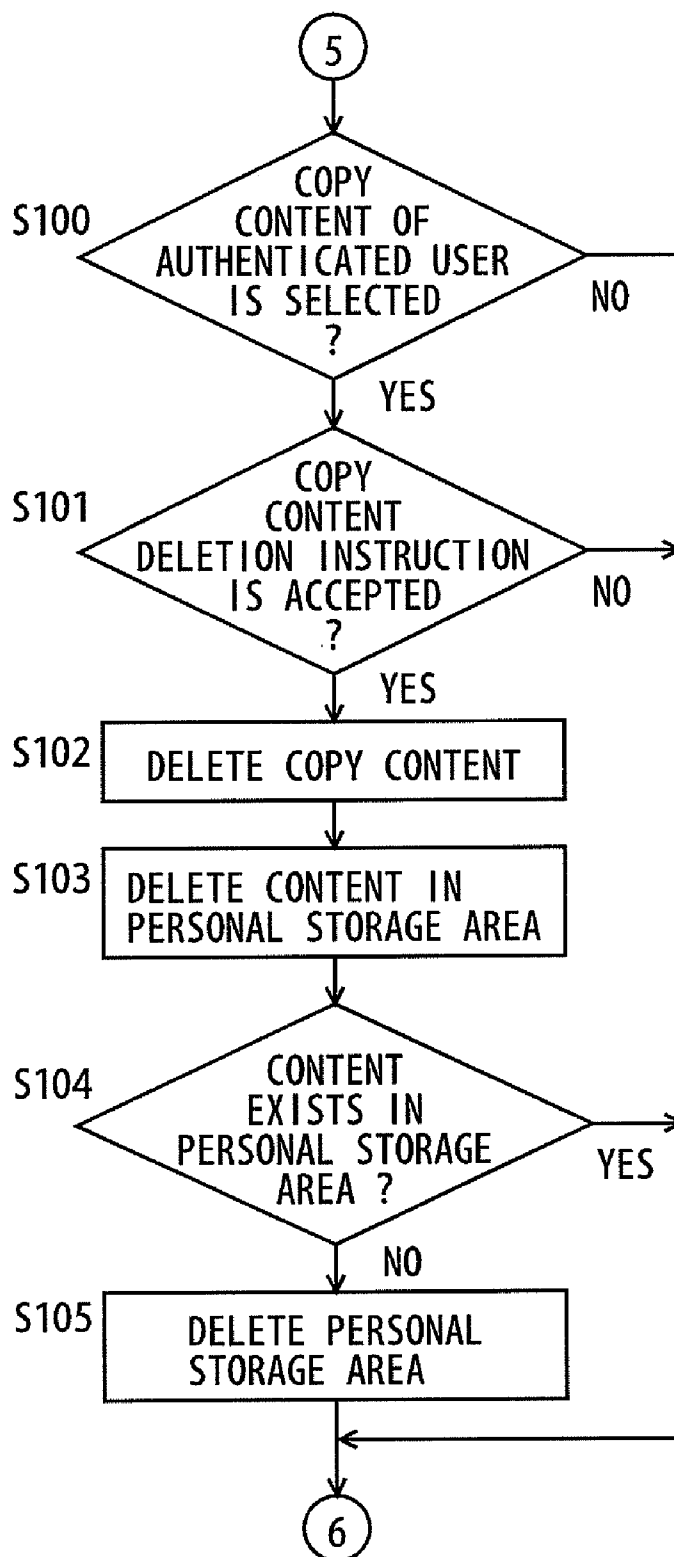 5
S100
COPY
CONTENT OF
AUTHENTICATED USER
IS SELECTED
?
NO
YES
S101
COPY
CONTENT
DELETION INSTRUCTION
IS ACCEPTED
?
NO
YES
S102
DELETE COPY CONTENT
S103
DELETE CONTENT IN
PERSONAL STORAGE AREA
S104
CONTENT
EXISTS IN
PERSONAL STORAGE
AREA ?
YES
NO
S105
DELETE PERSONAL
STORAGE AREA
6